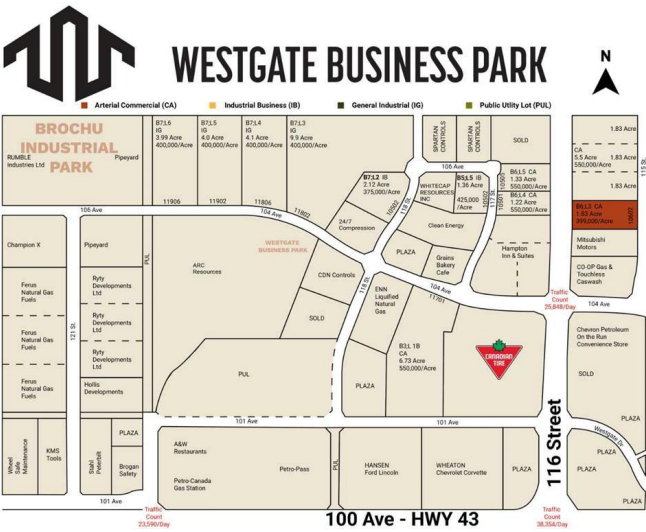 WESTGATE BUSINESS PARK
N
Arterial Commercial (CA)
Industrial Business (IB)
General Industrial (IG)
Public Utlity Lot (PUL)
BROCHU
INDUSTRIAL
PARK
RUMBLE
Industries Ltd
Pipeyard
B7;L6
IG
3.99 Acre
400,000/Acre
B7;L5
IG
4.0 Acre
400,000/Acre
B7;L4
IG
4.1 Acre
400,000/Acre
B7;L3
IG
9.9 Acre
400,000/Acre
SPARTAN
CONTROLS
SPARTAN
CONTROLS
SOLD
1.83 Acre
CA
5.5 Acre
550,000/Acre
1.83 Acre
1.83 Acre
115 St.
106 Ave
B7;L2 IB
2.12 Acre
375,000/Acre
10502
118 St.
WHITECAP
RESOURCES
INC
B5;L5 IB
1.36 Acre
425,000
/Acre
10502
117 St.
10501
10505
B6;L5 CA
1.33 Acre
550,000/Acre
B6;L4 CA
1.22 Acre
550,000/Acre
B6;L3 CA
1.83 Acre
399,000/Acre
10602
106 Ave
11906
11902
11806
104 Ave
11802
24/7
Compression
Clean Energy
Mitsubishi
Motors
Champion X
Pipeyard
PUL
ARC
Resources
WESTGATE
BUSINESS PARK
PLAZA
Grains
Bakery
Cafe
Hampton
Inn & Suites
CO-OP Gas &
Touchless
Caswash
CDN Controls
118 St.
ENN
Liquified
Natural
Gas
104 Ave
11701
Traffic
Count
25,848/Day
104 Ave
Ferus
Natural Gas
Fuels
Ryty
Developments
Ltd
SOLD
121 St.
Ferus
Natural Gas
Fuels
Ryty
Developments
Ltd
B3;L 1B
CA
6.73 Acre
550,000/Acre
CANADIAN
TIRE
Chevron Petroleum
On the Run
Convenience Store
Ryty
Developments
Ltd
PUL
PLAZA
SOLD
Ferus
Natural Gas
Fuels
Hollis
Developments
116 Street
PLAZA
101 Ave
101 Ave
Westgate Dr
Wheel
Safe
Maintenance
KMS
Tools
Stahl
Peterbilt
PLAZA
Brogan
Safety
A&W
Restaurants
Petro-Canada
Gas Station
Petro-Pass
PUL
HANSEN
Ford Lincoln
WHEATON
Chevrolet Corvette
PLAZA
PLAZA
PLAZA
PLAZA
101 Ave
Traffic
Count
23,590/Day
100 Ave - HWY 43
Traffic
Count
38,354/Day